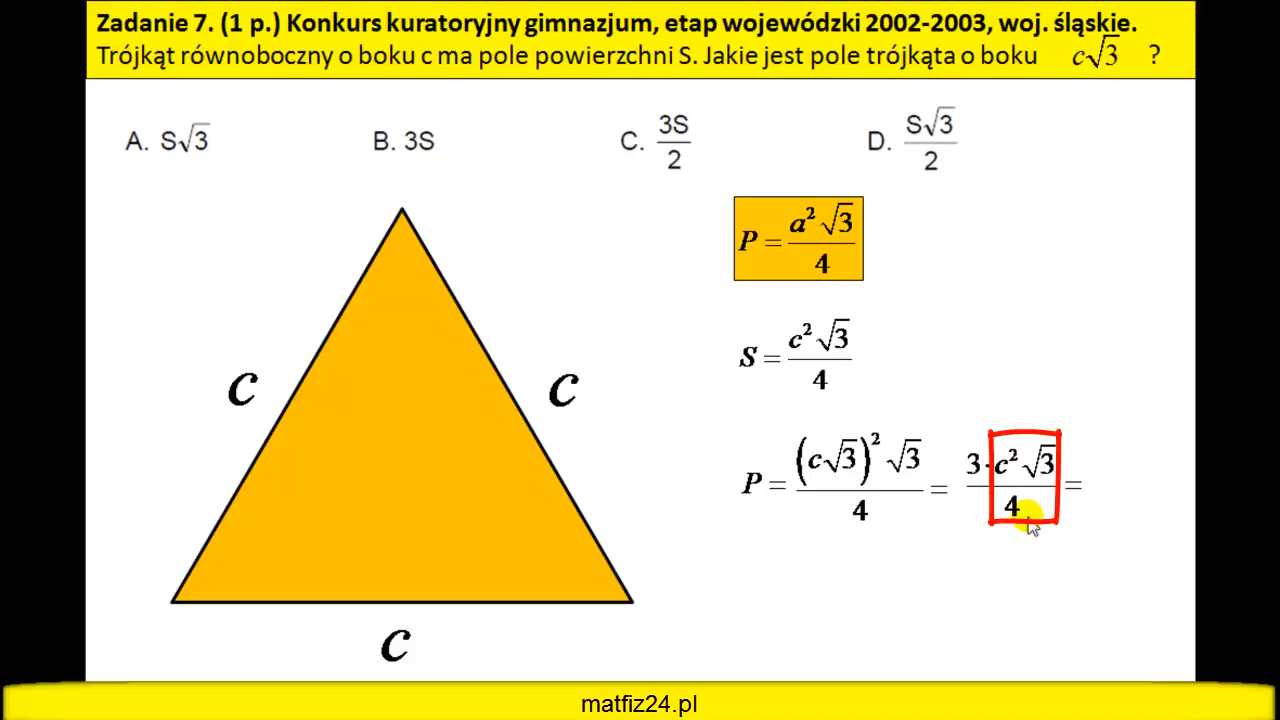 Zadanie 7. (1 p.) Konkurs kuratoryjny gimnazjum, etap wojewódzki 2002-2003, woj. śląskie.
Trójkąt równoboczny o boku c ma pole powierzchni S. Jakie jest pole trójkąta o boku c√3 ?
A. S√3 B. 3S C. 3S/2 D. S√3/2
P = a²√3/4
S = c²√3/4
c c
P = (c√3)²√3/4 = 3·c²√3/4 =
c
matfiz24.pl